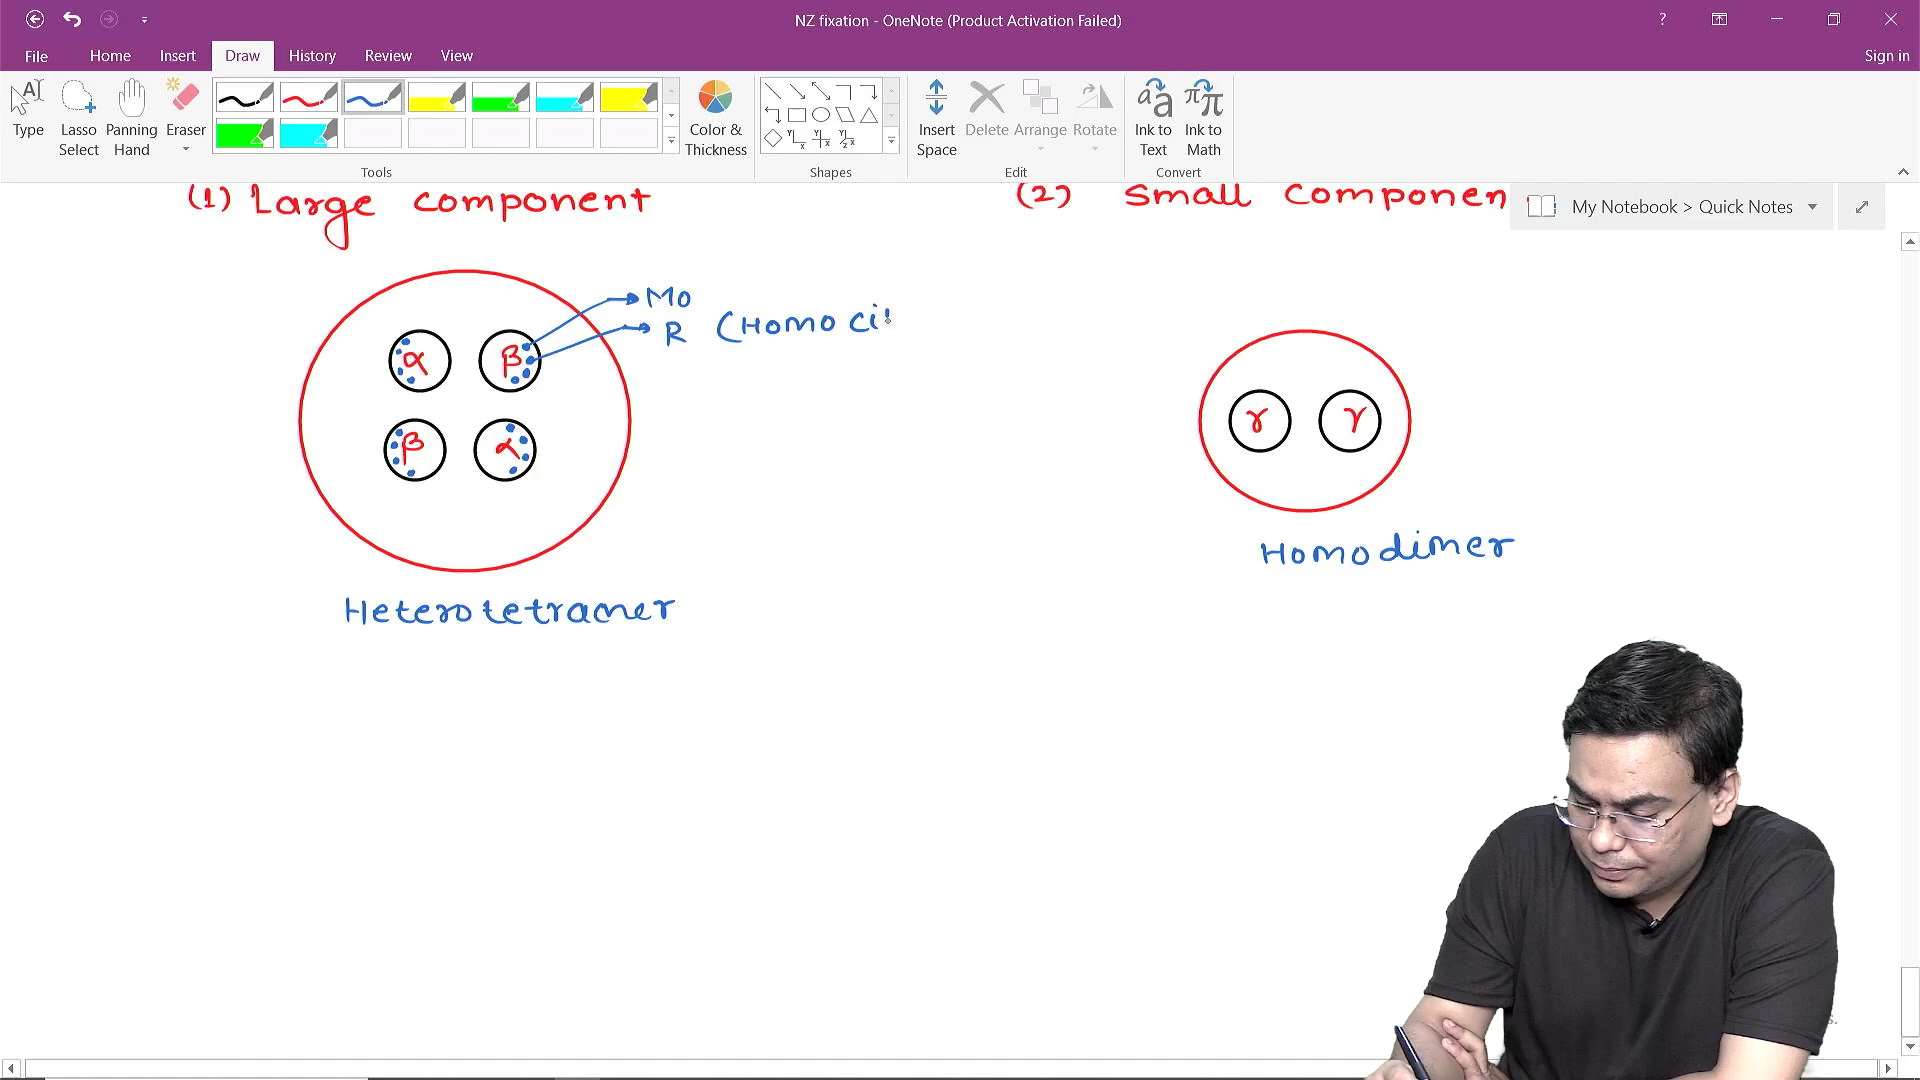 NZ fixation - OneNote (Product Activation Failed)
?
File Home Insert Draw History Review View
Sign in
Type
Lasso Select
Panning Hand
Eraser
Color & Thickness
Insert Space
Delete
Arrange
Rotate
Ink to Text
Ink to Math
Tools
Shapes
Edit
Convert
My Notebook > Quick Notes
(1) Large component
(2) Small Componen
Mo
R (Homo ci
α β
β α
γ γ
Homodimer
Heterotetramer